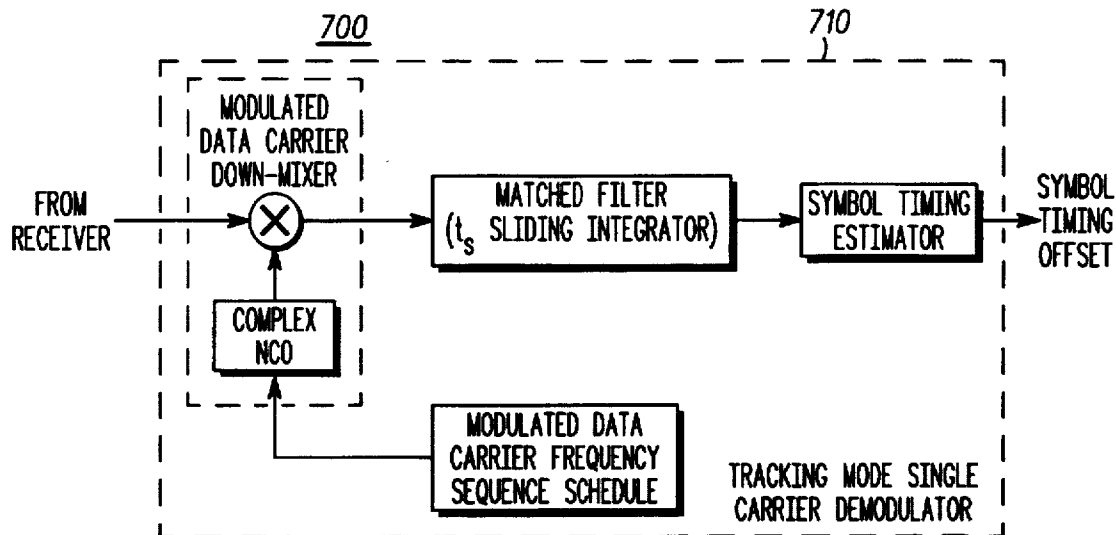 700
710
MODULATED
DATA CARRIER
DOWN-MIXER
FROM
RECEIVER
MATCHED FILTER
(tS SLIDING INTEGRATOR)
SYMBOL TIMING
ESTIMATOR
SYMBOL
TIMING
OFFSET
COMPLEX
NCO
MODULATED DATA
CARRIER FREQUENCY
SEQUENCE SCHEDULE
TRACKING MODE SINGLE
CARRIER DEMODULATOR